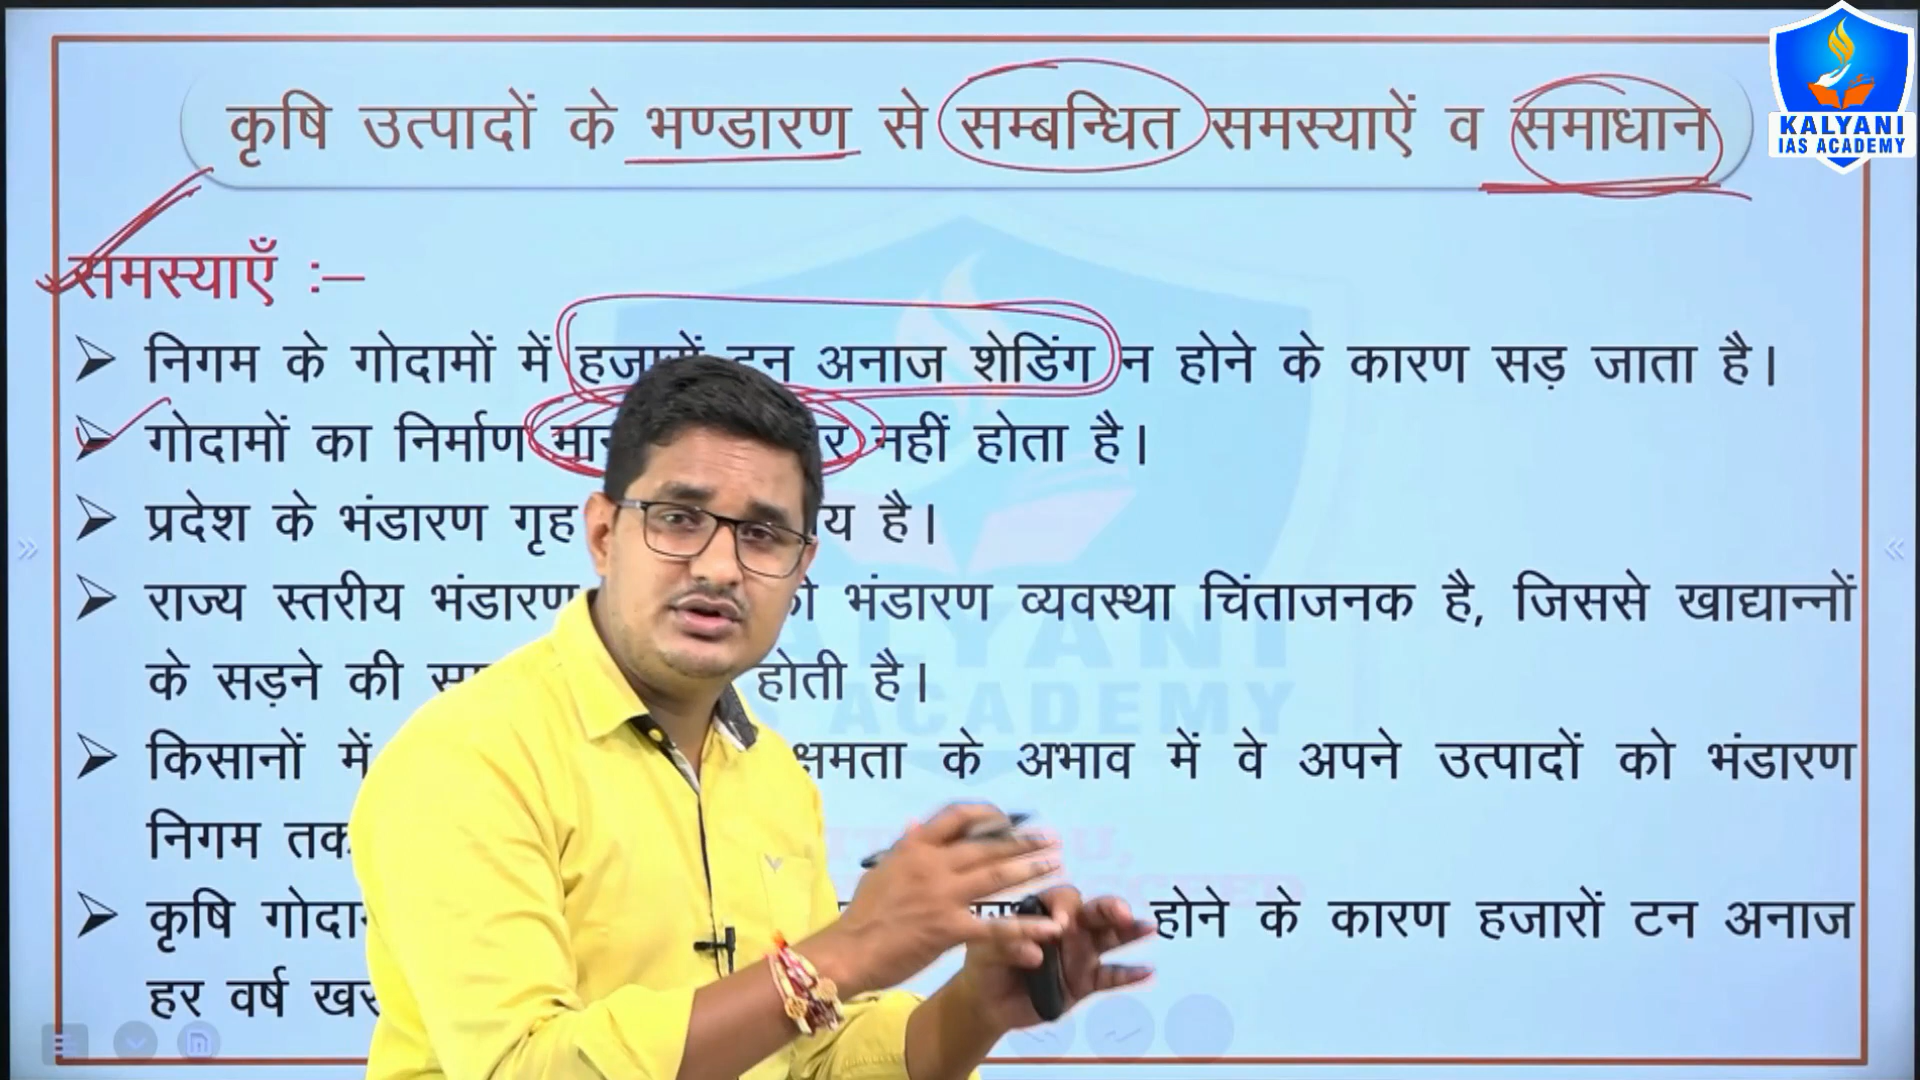 कृषि उत्पादों के भण्डारण से सम्बन्धित समस्याऐं व समाधान
KALYANI
IAS ACADEMY
समस्याएँ :–
निगम के गोदामों में हजारों टन अनाज शेडिंग न होने के कारण सड़ जाता है।
गोदामों का निर्माण नहीं होता है।
प्रदेश के भंडारण गृह है।
राज्य स्तरीय भंडारण भंडारण व्यवस्था चिंताजनक है, जिससे खाद्यान्नों
के सड़ने की होती है।
किसानों में क्षमता के अभाव में वे अपने उत्पादों को भंडारण
निगम तक
कृषि होने के कारण हजारों टन अनाज
हर वर्ष